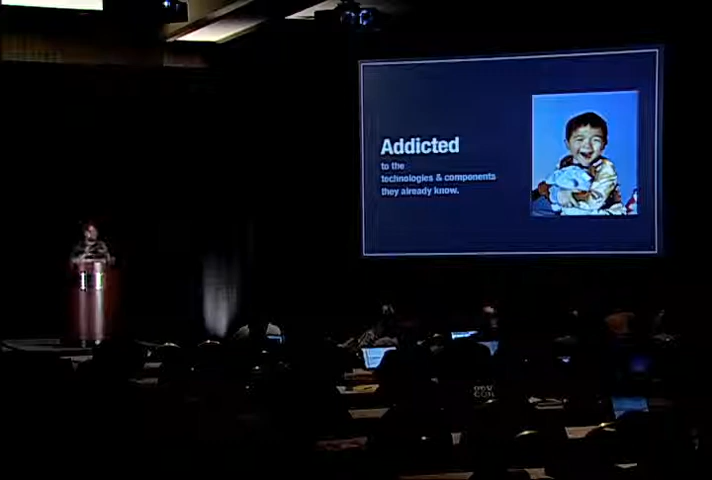 Addicted
to the
technologies & components
they already know.